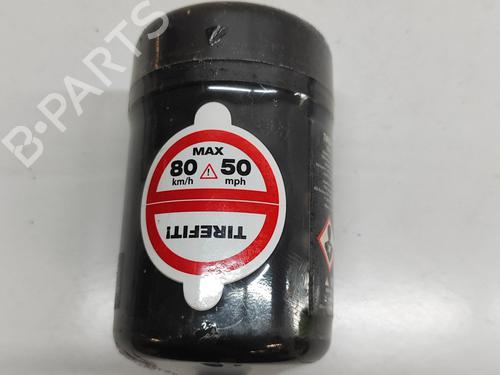 B-PARTS
MAX
80 ! 50
km/h mph
TIREFIT!